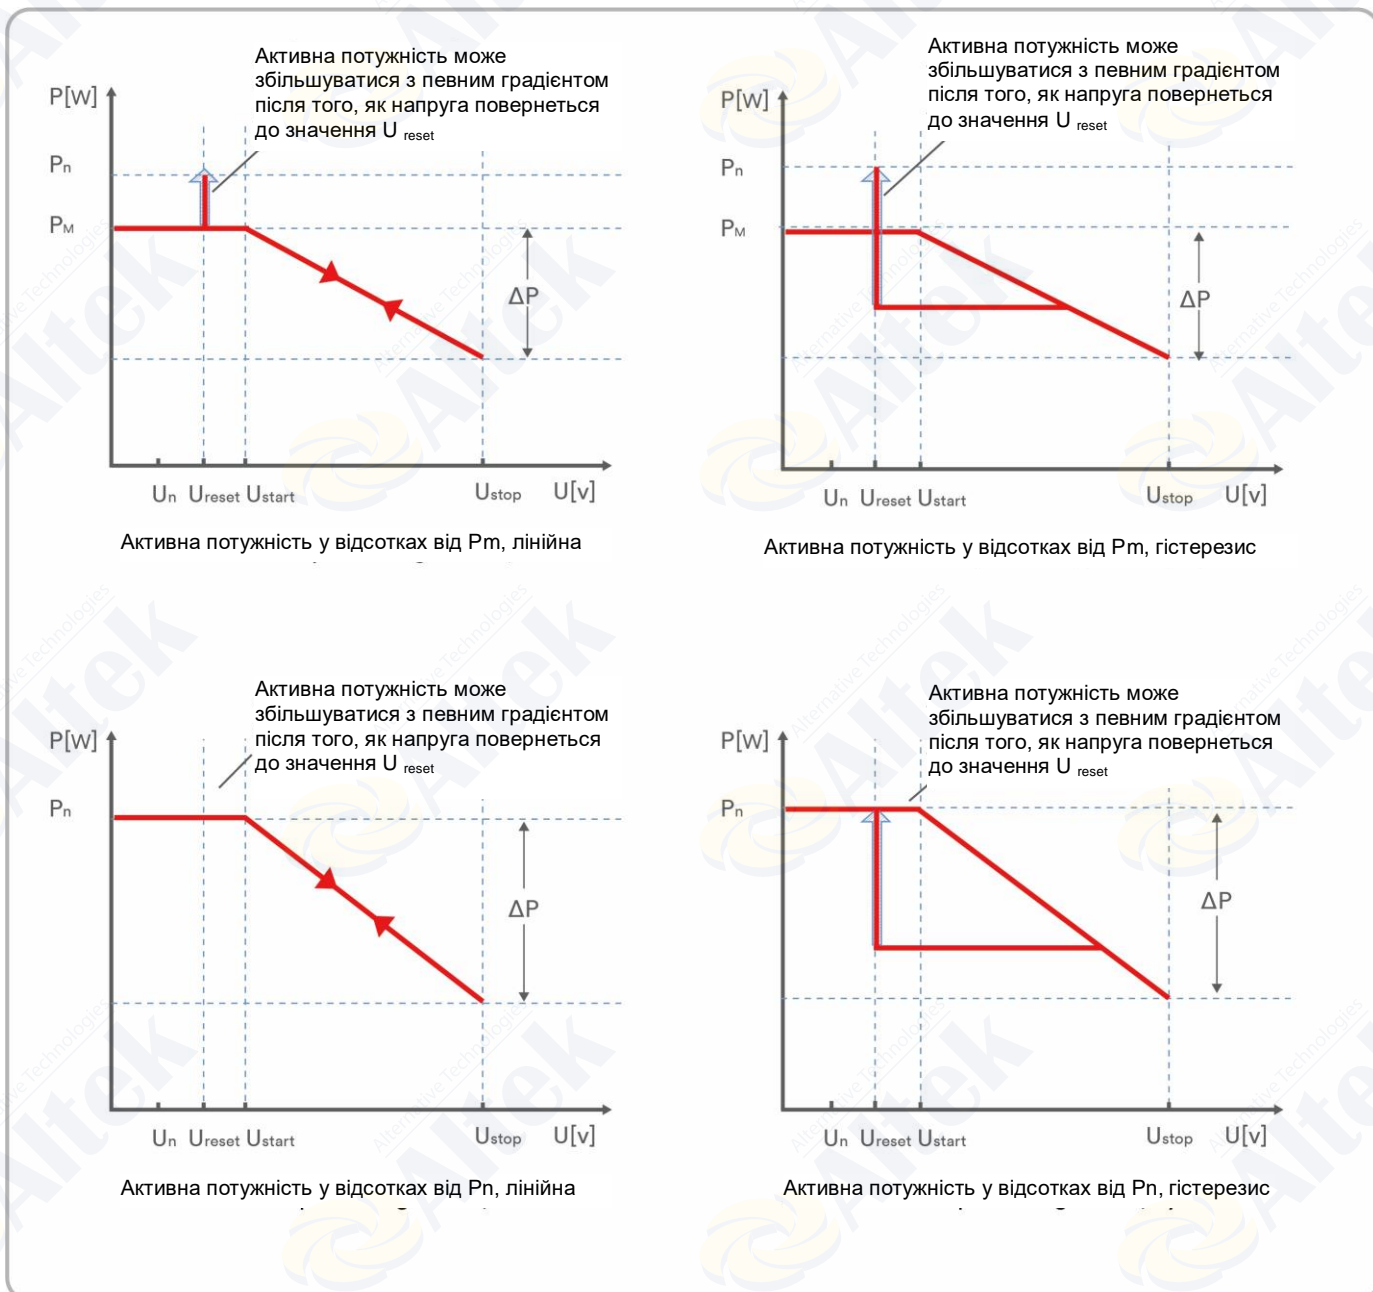 Активна потужність може
збільшуватися з певним градієнтом
після того, як напруга повернеться
до значення U reset
P[W]
Pn
PM
ΔP
Un Ureset Ustart Ustop U[v]
Активна потужність у відсотках від Pm, лінійна
Активна потужність може
збільшуватися з певним градієнтом
після того, як напруга повернеться
до значення U reset
P[W]
Pn
PM
ΔP
Un Ureset Ustart Ustop U[v]
Активна потужність у відсотках від Pm, гістерезис
Активна потужність може
збільшуватися з певним градієнтом
після того, як напруга повернеться
до значення U reset
P[W]
Pn
ΔP
Un Ureset Ustart Ustop U[v]
Активна потужність у відсотках від Pn, лінійна
Активна потужність може
збільшуватися з певним градієнтом
після того, як напруга повернеться
до значення U reset
P[W]
Pn
ΔP
Un Ureset Ustart Ustop U[v]
Активна потужність у відсотках від Pn, гістерезис
Altek
Alternative Technologies